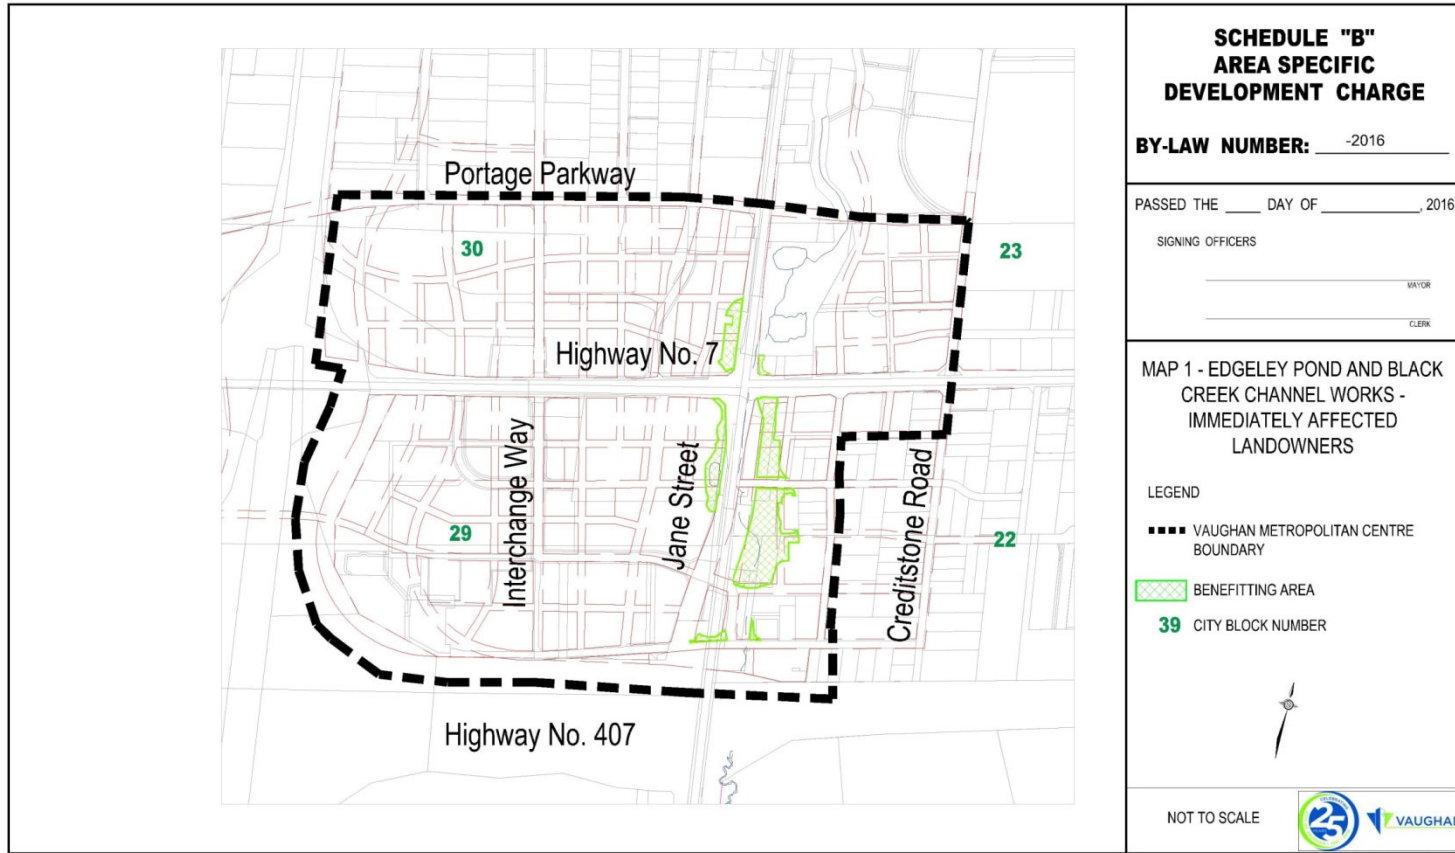 Portage Parkway
30
23
Highway No. 7
Interchange Way
Jane Street
Creditstone Road
29
22
Highway No. 407
SCHEDULE "B"
AREA SPECIFIC
DEVELOPMENT CHARGE
BY-LAW NUMBER: -2016
PASSED THE DAY OF , 2016
SIGNING OFFICERS
MAYOR
CLERK
MAP 1 - EDGELEY POND AND BLACK
CREEK CHANNEL WORKS -
IMMEDIATELY AFFECTED
LANDOWNERS
LEGEND
VAUGHAN METROPOLITAN CENTRE
BOUNDARY
BENEFITTING AREA
39 CITY BLOCK NUMBER
NOT TO SCALE
25
VAUGHAN